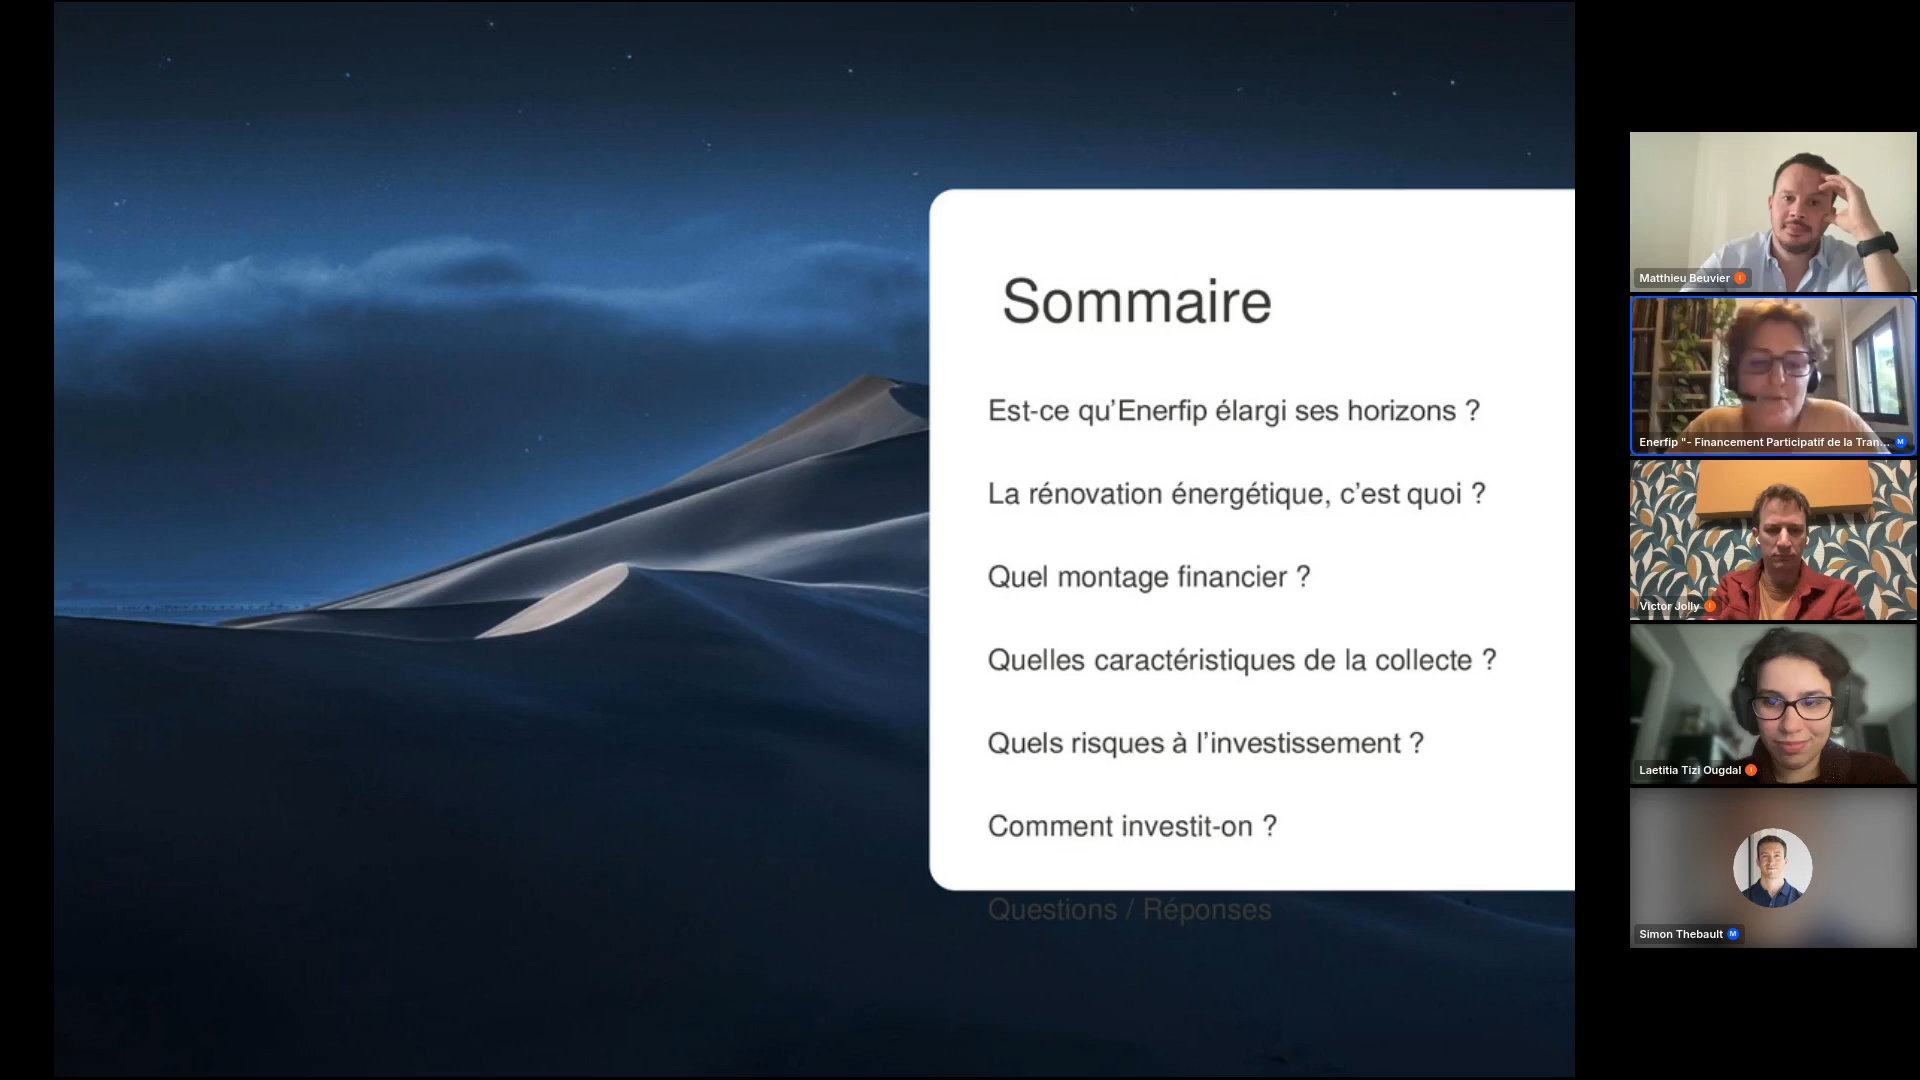 Sommaire
Est-ce qu’Enerfip élargi ses horizons ?
La rénovation énergétique, c’est quoi ?
Quel montage financier ?
Quelles caractéristiques de la collecte ?
Quels risques à l’investissement ?
Comment investit-on ?
Questions / Réponses
Matthieu Beuvier I
Enerfip "- Financement Participatif de la Tran... M
Victor Jolly I
Laetitia Tizi Ougdal I
Simon Thebault M